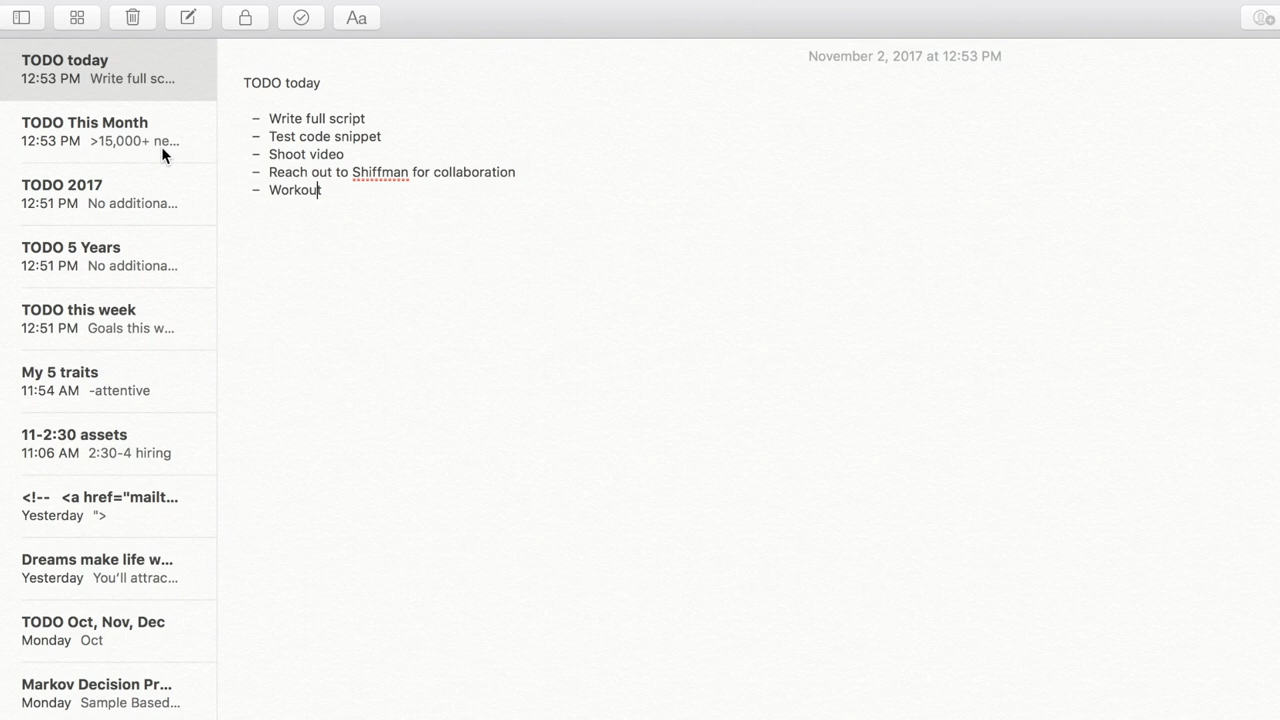 Aa
TODO today
12:53 PM Write full sc...
TODO This Month
12:53 PM >15,000+ ne...
TODO 2017
12:51 PM No additiona...
TODO 5 Years
12:51 PM No additiona...
TODO this week
12:51 PM Goals this w...
My 5 traits
11:54 AM -attentive
11-2:30 assets
11:06 AM 2:30-4 hiring
<!-- <a href="mailt...
Yesterday ">
Dreams make life w...
Yesterday You'll attrac...
TODO Oct, Nov, Dec
Monday Oct
Markov Decision Pr...
Monday Sample Based...
November 2, 2017 at 12:53 PM
TODO today
– Write full script
– Test code snippet
– Shoot video
– Reach out to Shiffman for collaboration
– Workout